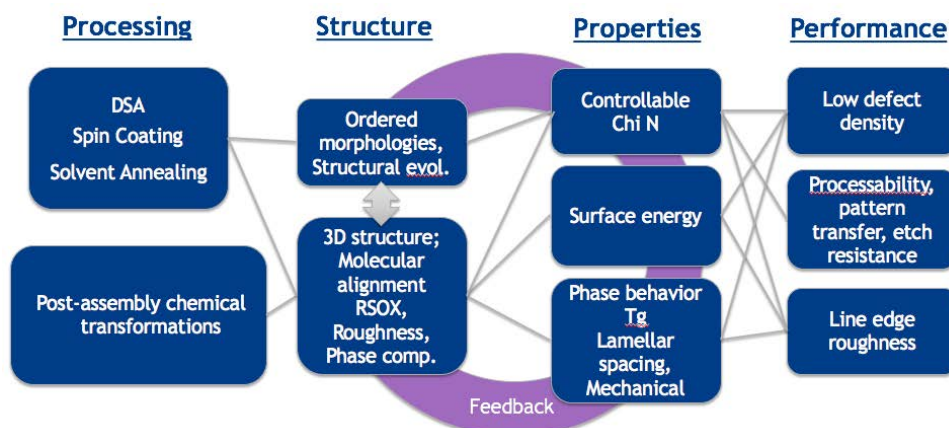 Processing
Structure
Properties
Performance
DSA
Spin Coating
Solvent Annealing
Post-assembly chemical
transformations
Ordered
morphologies,
Structural evol.
3D structure;
Molecular
alignment
RSOX,
Roughness,
Phase comp.
Controllable
Chi N
Surface energy
Phase behavior
Tg
Lamellar
spacing,
Mechanical
Low defect
density
Processability,
pattern
transfer, etch
resistance
Line edge
roughness
Feedback